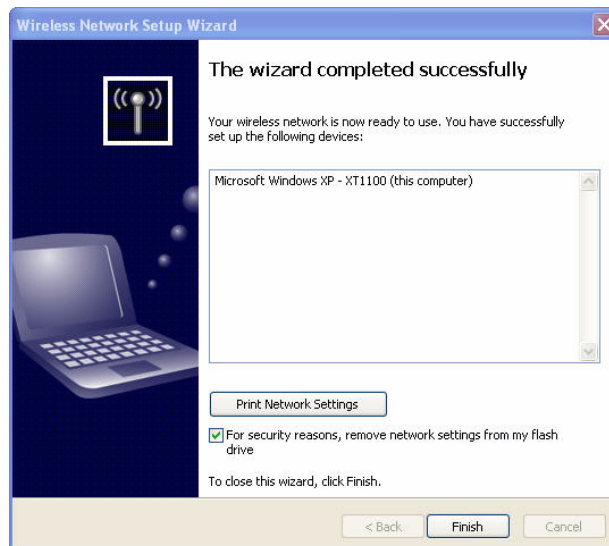 Wireless Network Setup Wizard
The wizard completed successfully
Your wireless network is now ready to use. You have successfully
set up the following devices:
Microsoft Windows XP - XT1100 (this computer)
Print Network Settings
For security reasons, remove network settings from my flash
drive
To close this wizard, click Finish.
< Back Finish Cancel